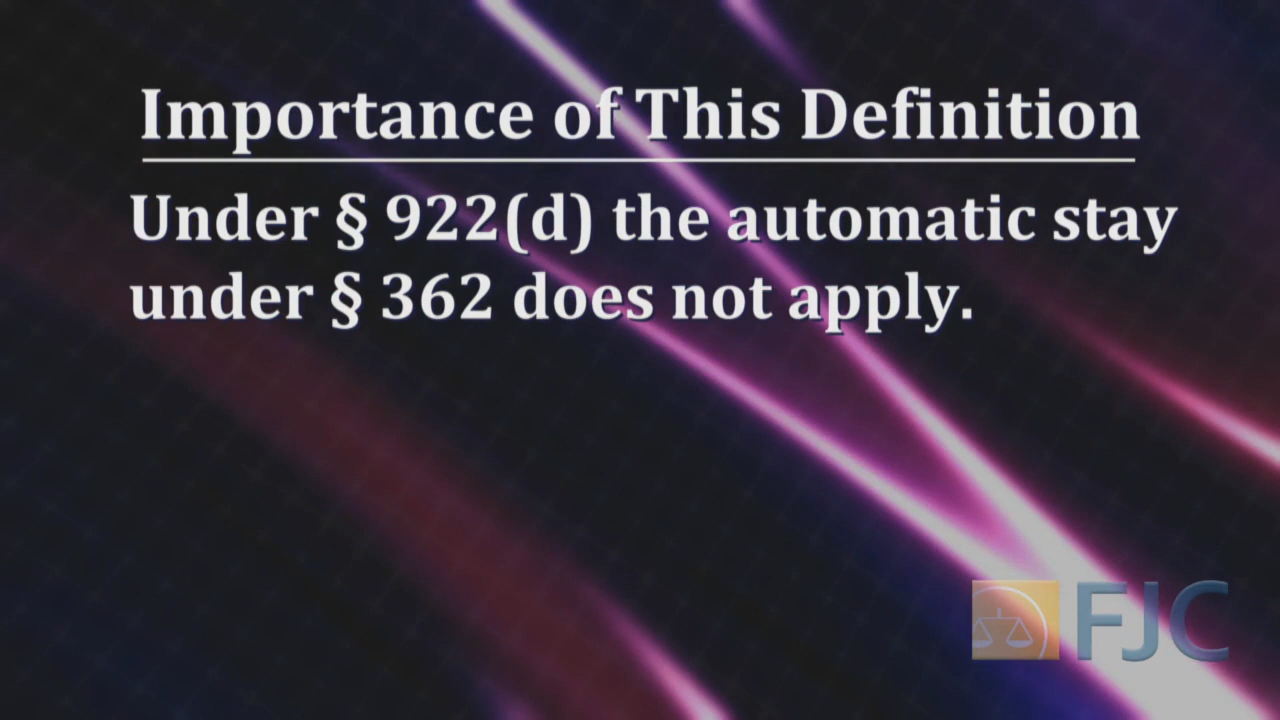 Importance of This Definition
Under § 922(d) the automatic stay
under § 362 does not apply.
FJC